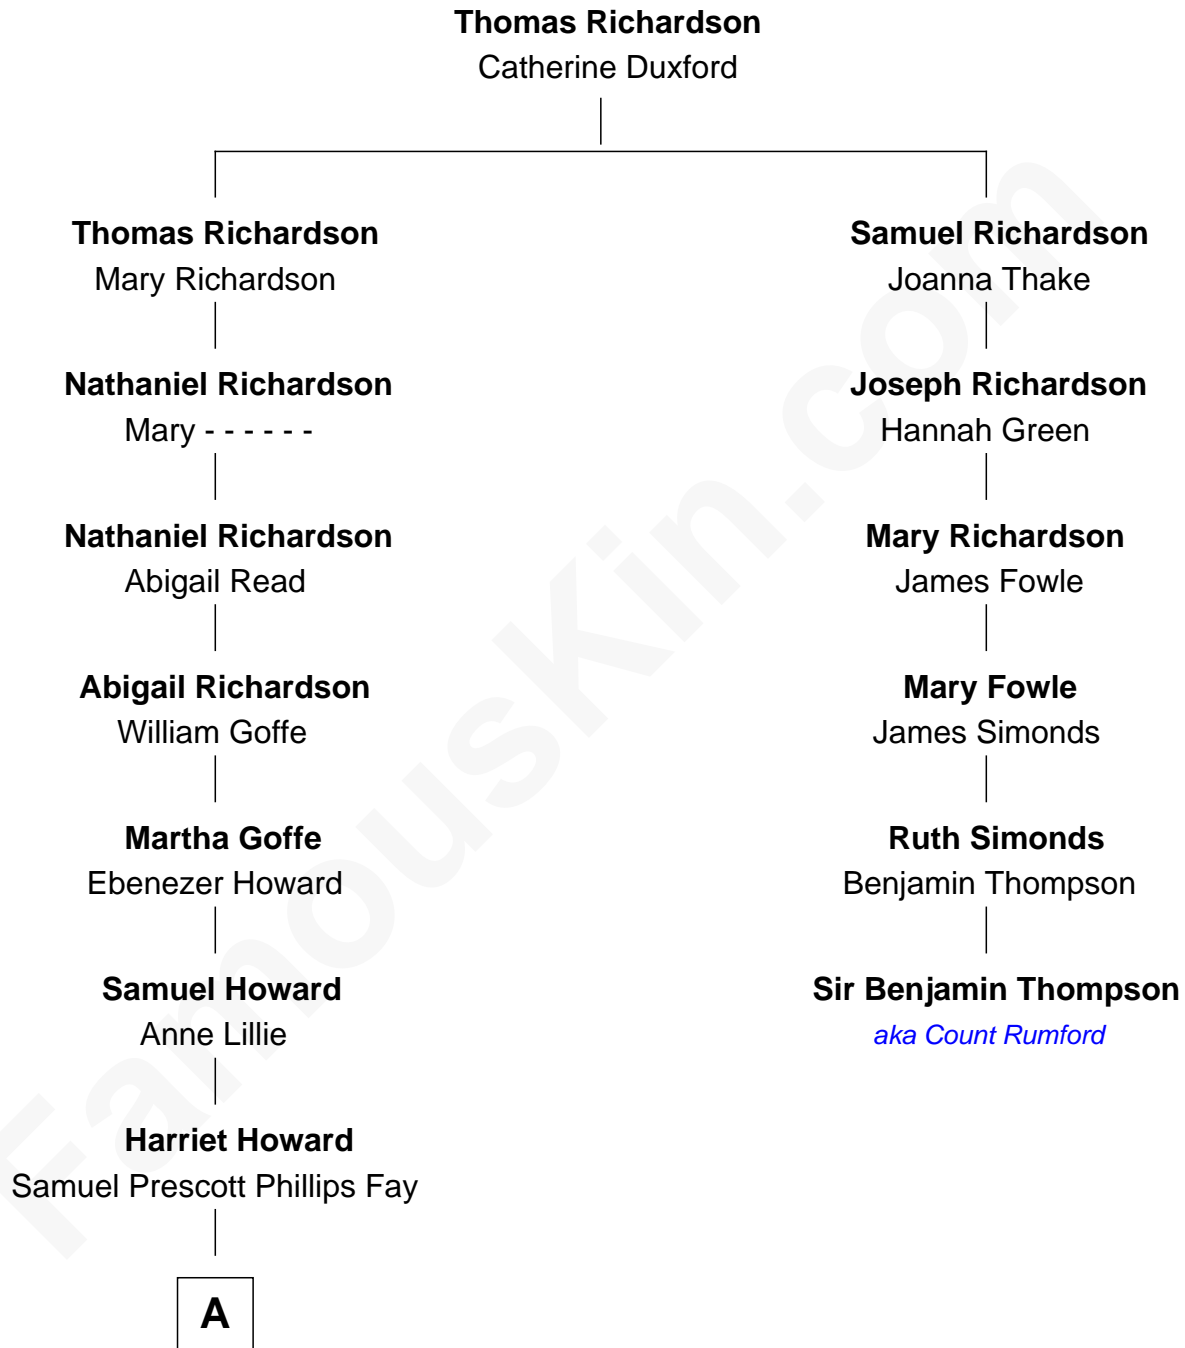 Thomas Richardson
Catherine Duxford
Thomas Richardson
Mary Richardson
Nathaniel Richardson
Mary - - - - - -
Nathaniel Richardson
Abigail Read
Abigail Richardson
William Goffe
Martha Goffe
Ebenezer Howard
Samuel Howard
Anne Lillie
Harriet Howard
Samuel Prescott Phillips Fay
A
Samuel Richardson
Joanna Thake
Joseph Richardson
Hannah Green
Mary Richardson
James Fowle
Mary Fowle
James Simonds
Ruth Simonds
Benjamin Thompson
Sir Benjamin Thompson
aka Count Rumford
FamousKin.com